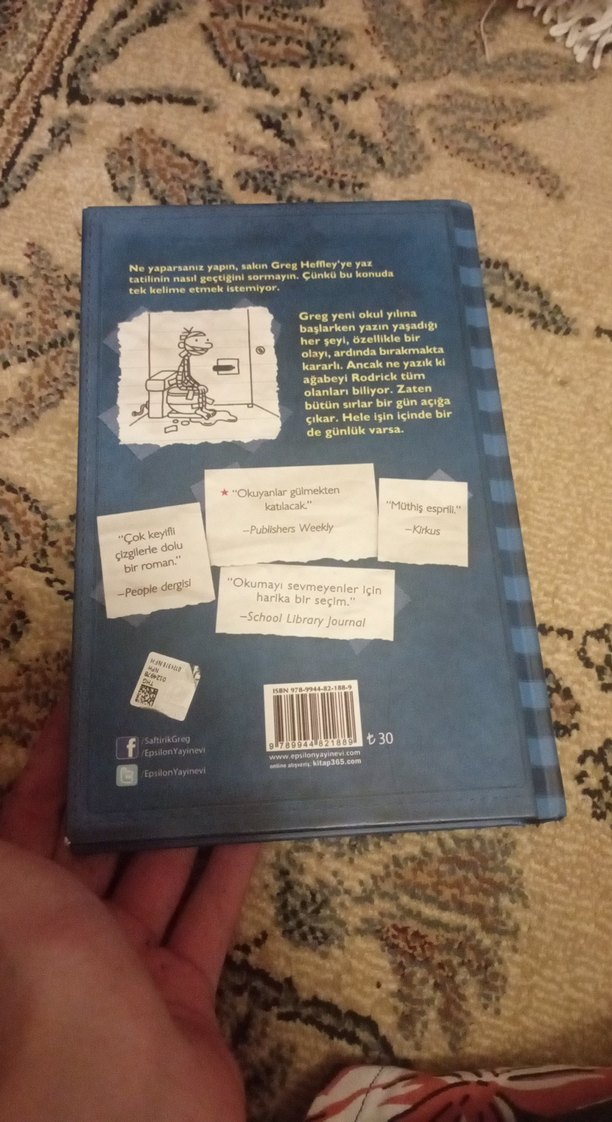 Ne yaparsanız yapın, sakın Greg Heffley'ye yaz
tatilinin nasıl geçtiğini sormayın. Çünkü bu konuda
tek kelime etmek istemiyor.
Greg yeni okul yılına
başlarken yazın yaşadığı
her şeyi, özellikle bir
olayı, ardında bırakmakta
kararlı. Ancak ne yazık ki
ağabeyi Rodrick tüm
olanları biliyor. Zaten
bütün sırlar bir gün açığa
çıkar. Hele işin içinde bir
de günlük varsa.
★ "Okuyanlar gülmekten
katılacak."
–Publishers Weekly
"Müthiş esprili."
–Kirkus
"Çok keyifli
çizgilerle dolu
bir roman."
–People dergisi
"Okumayı sevmeyenler için
harika bir seçim."
–School Library Journal
ISBN 978-9944-82-188-9
9 789944 821889
₺ 30
www.epsilonyayinevi.com
online alışveriş: kitap365.com
/SaftirikGreg
/EpsilonYayinevi
/EpsilonYayinevi